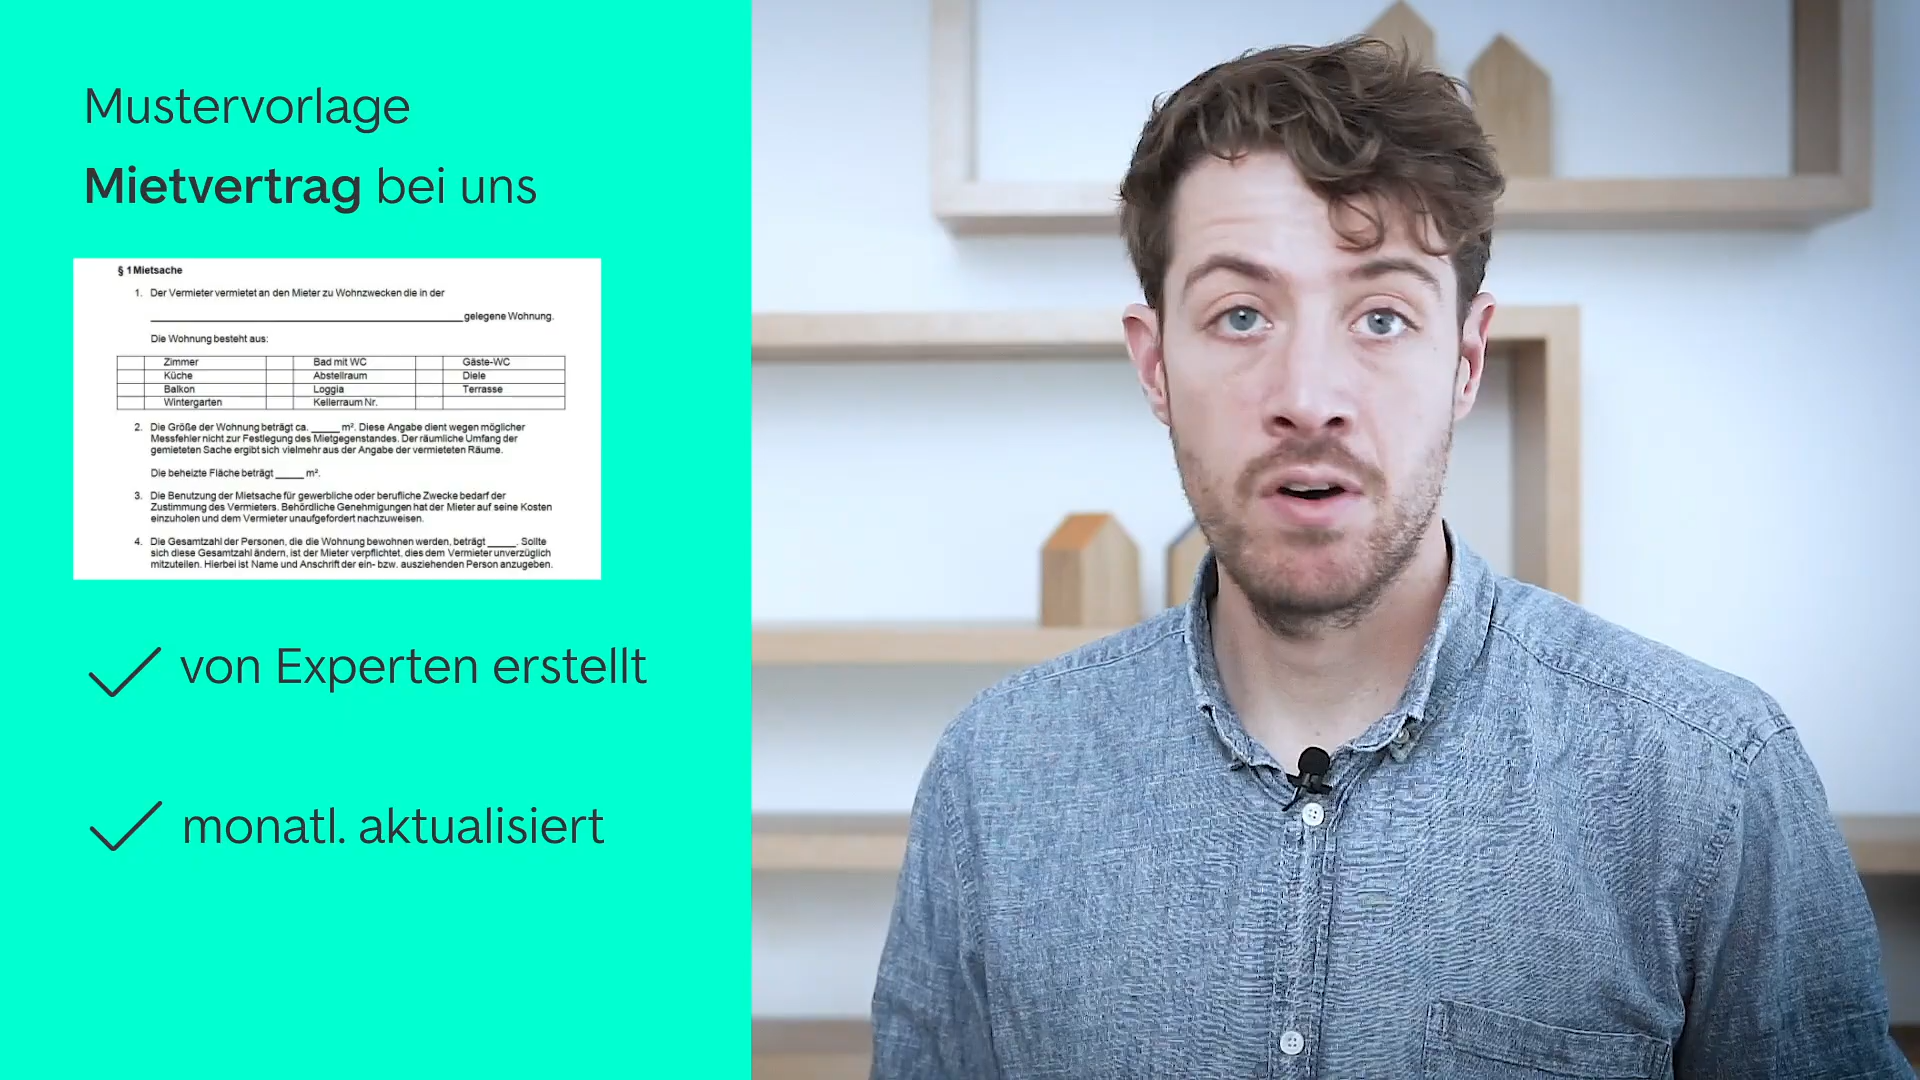 Mustervorlage
Mietvertrag bei uns
§ 1 Mietsache
1. Der Vermieter vermietet an den Mieter zu Wohnzwecken die in der
____________________ gelegene Wohnung.
Die Wohnung besteht aus:
Zimmer Bad mit WC Gäste-WC
Küche Abstellraum Diele
Balkon Loggia Terrasse
Wintergarten Kellerraum Nr.
2. Die Größe der Wohnung beträgt ca. _____ m². Diese Angabe dient wegen möglicher
Messfehler nicht zur Festlegung des Mietgegenstandes. Der räumliche Umfang der
gemieteten Sache ergibt sich vielmehr aus der Angabe der vermieteten Räume.
Die beheizte Fläche beträgt _____ m².
3. Die Benutzung der Mietsache für gewerbliche oder berufliche Zwecke bedarf der
Zustimmung des Vermieters. Behördliche Genehmigungen hat der Mieter auf seine Kosten
einzuholen und dem Vermieter unaufgefordert nachzuweisen.
4. Die Gesamtzahl der Personen, die die Wohnung bewohnen werden, beträgt _____. Sollte
sich diese Gesamtzahl ändern, ist der Mieter verpflichtet, dies dem Vermieter unverzüglich
mitzuteilen. Hierbei ist Name und Anschrift der ein- bzw. ausziehenden Person anzugeben.
von Experten erstellt
monatl. aktualisiert